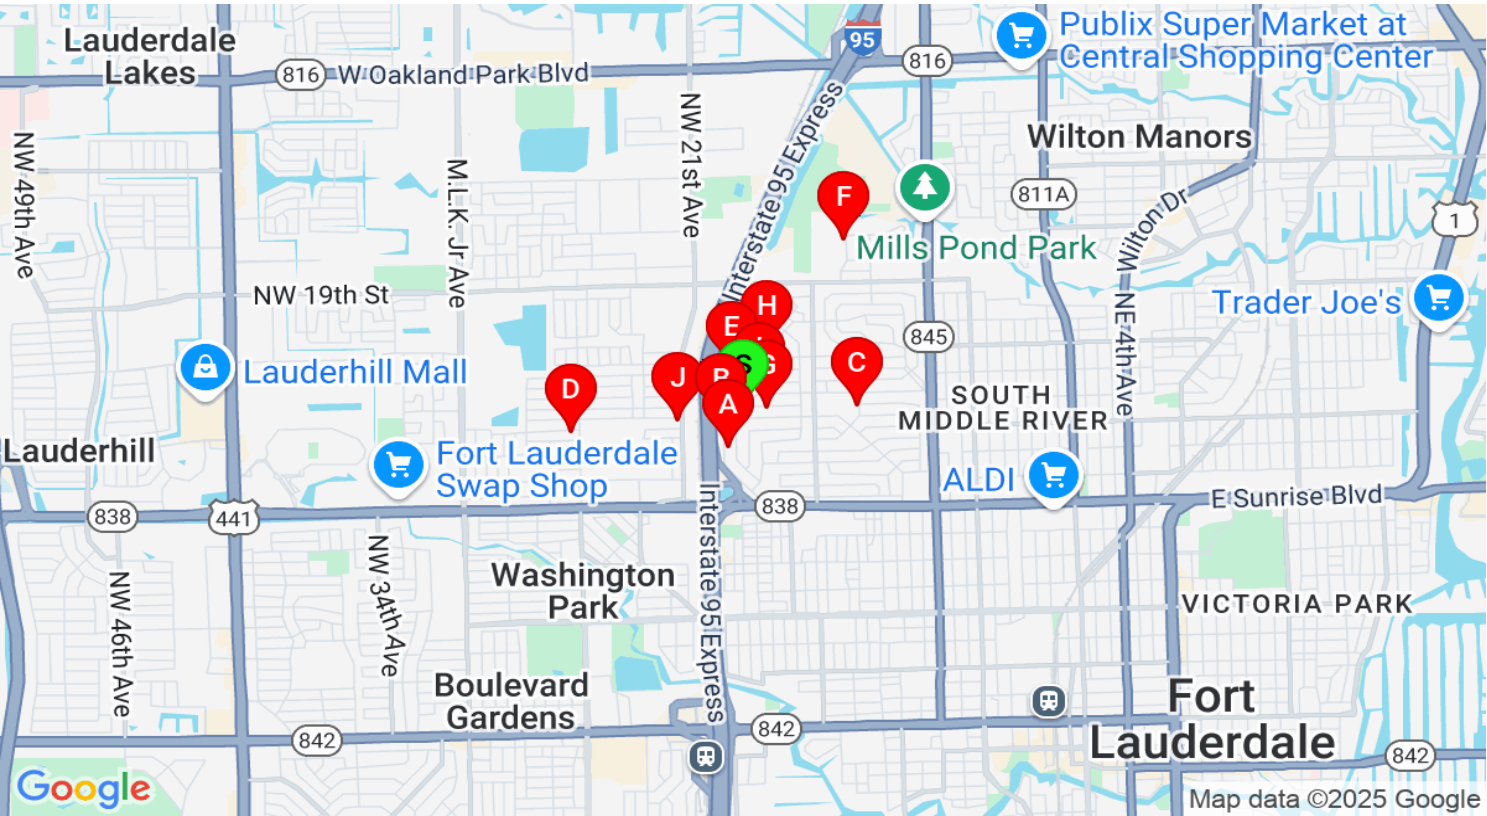 Lauderdale
Lakes
816
W Oakland Park Blvd
95
816
Publix Super Market at
Central Shopping Center
NW 49th Ave
M.L.K. Jr Ave
NW 21st Ave
Interstate 95 Express
Wilton Manors
811A
Wilton Dr
1
F
Mills Pond Park
NW 19th St
H
E
S
G
B
A
J
D
C
845
NE 4th Ave
Trader Joe's
Lauderhill Mall
SOUTH
MIDDLE RIVER
Lauderhill
Fort Lauderdale
Swap Shop
ALDI
E Sunrise Blvd
838
441
838
Interstate 95 Express
NW 46th Ave
NW 34th Ave
Washington
Park
VICTORIA PARK
Boulevard
Gardens
Fort
Lauderdale
842
842
842
Google
Map data ©2025 Google